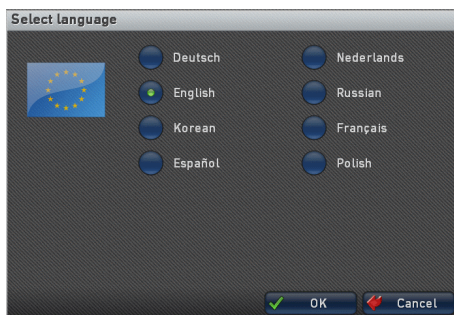 Select language
Deutsch
Nederlands
English
Russian
Korean
Français
Español
Polish
OK
Cancel